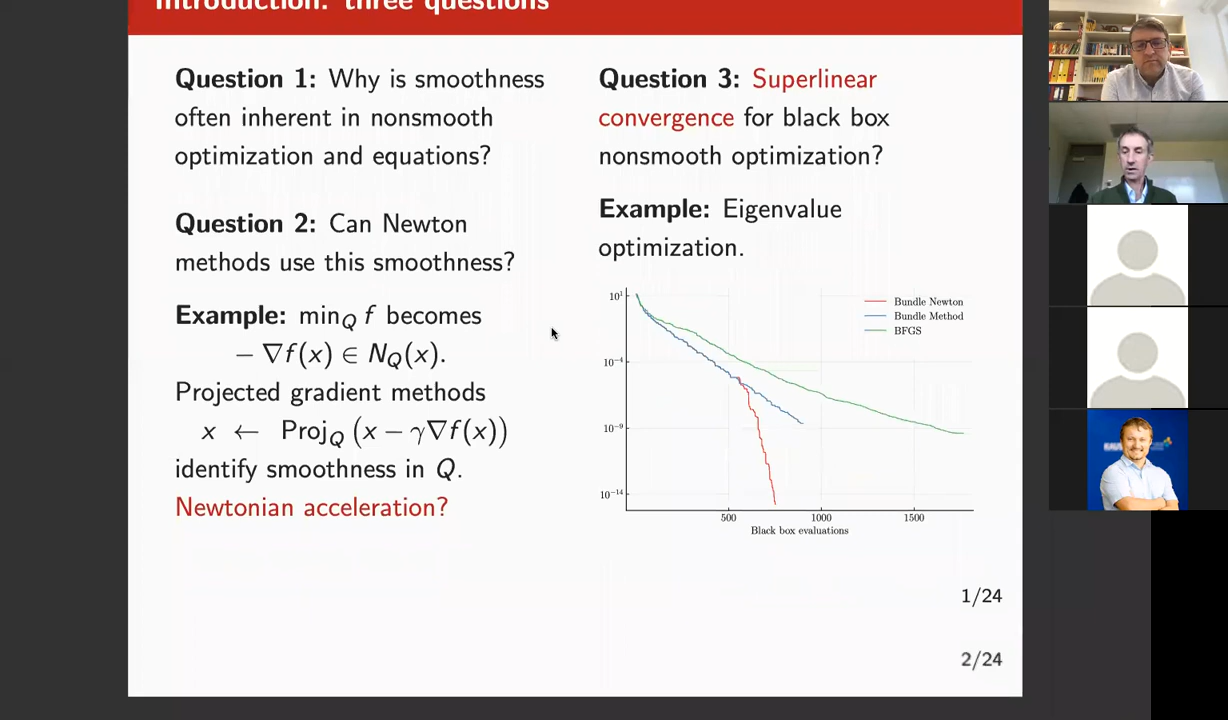 Introduction: three questions
Question 1: Why is smoothness
often inherent in nonsmooth
optimization and equations?
Question 2: Can Newton
methods use this smoothness?
Example: min_Q f becomes
− ∇f(x) ∈ N_Q(x).
Projected gradient methods
x ← Proj_Q (x − γ∇f(x))
identify smoothness in Q.
Newtonian acceleration?
Question 3: Superlinear
convergence for black box
nonsmooth optimization?
Example: Eigenvalue
optimization.
10^1
10^−4
10^−9
10^−14
Bundle Newton
Bundle Method
BFGS
500 1000 1500
Black box evaluations
1/24
2/24